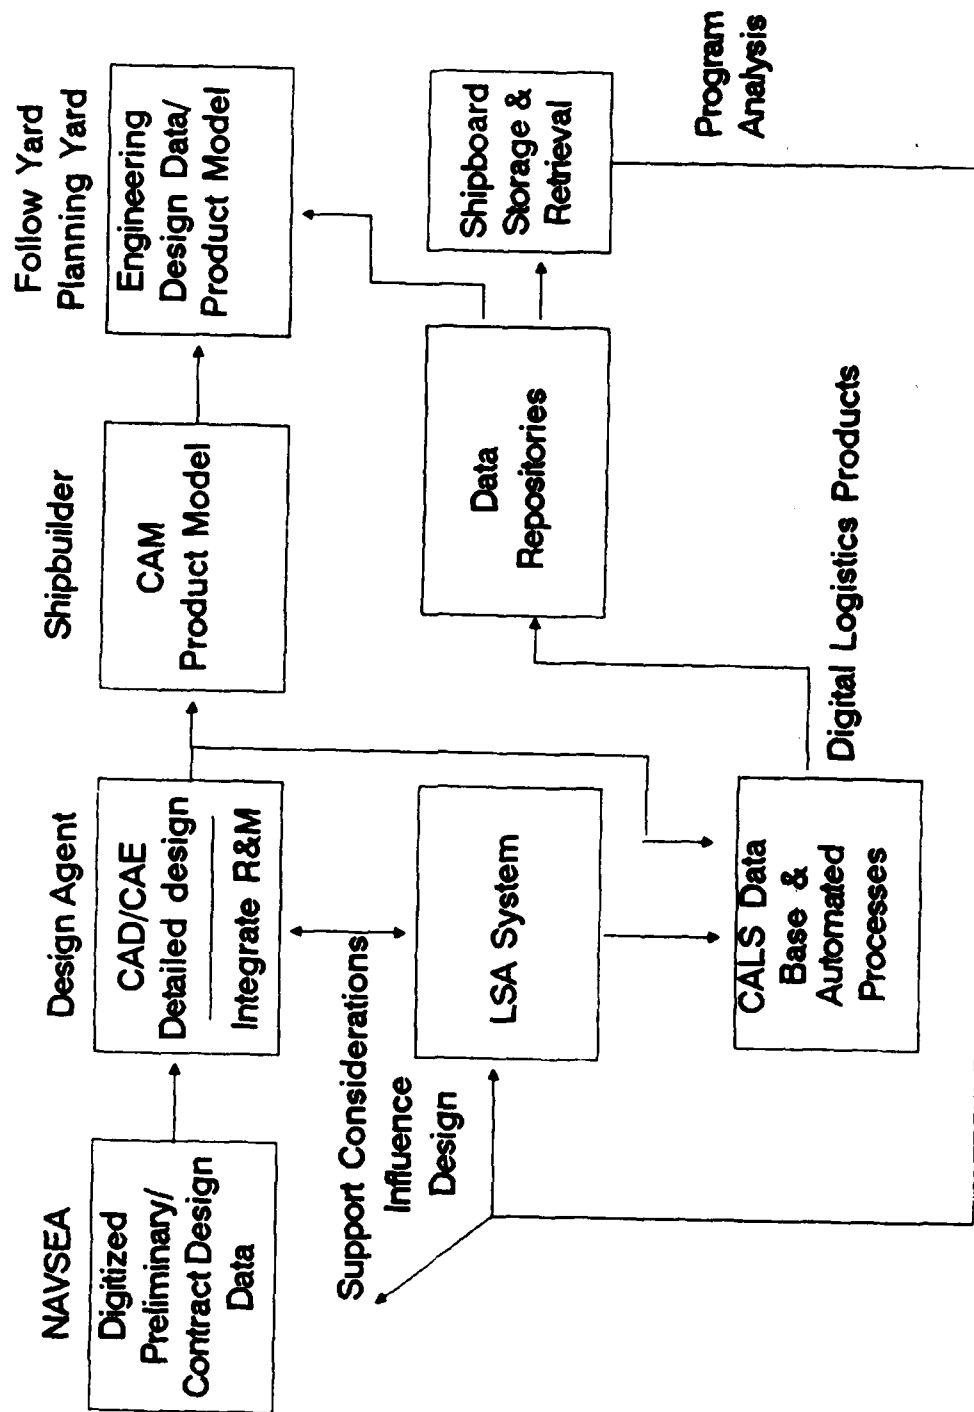 NAVSEA
Digitized
Preliminary/
Contract Design
Data
Design Agent
CAD/CAE
Detailed design
Integrate R&M
Shipbuilder
CAM
Product Model
Follow Yard
Planning Yard
Engineering
Design Data/
Product Model
Support Considerations
Influence
Design
LSA System
Data
Repositories
Shipboard
Storage &
Retrieval
CALS Data
Base &
Automated
Processes
Digital Logistics Products
Program
Analysis